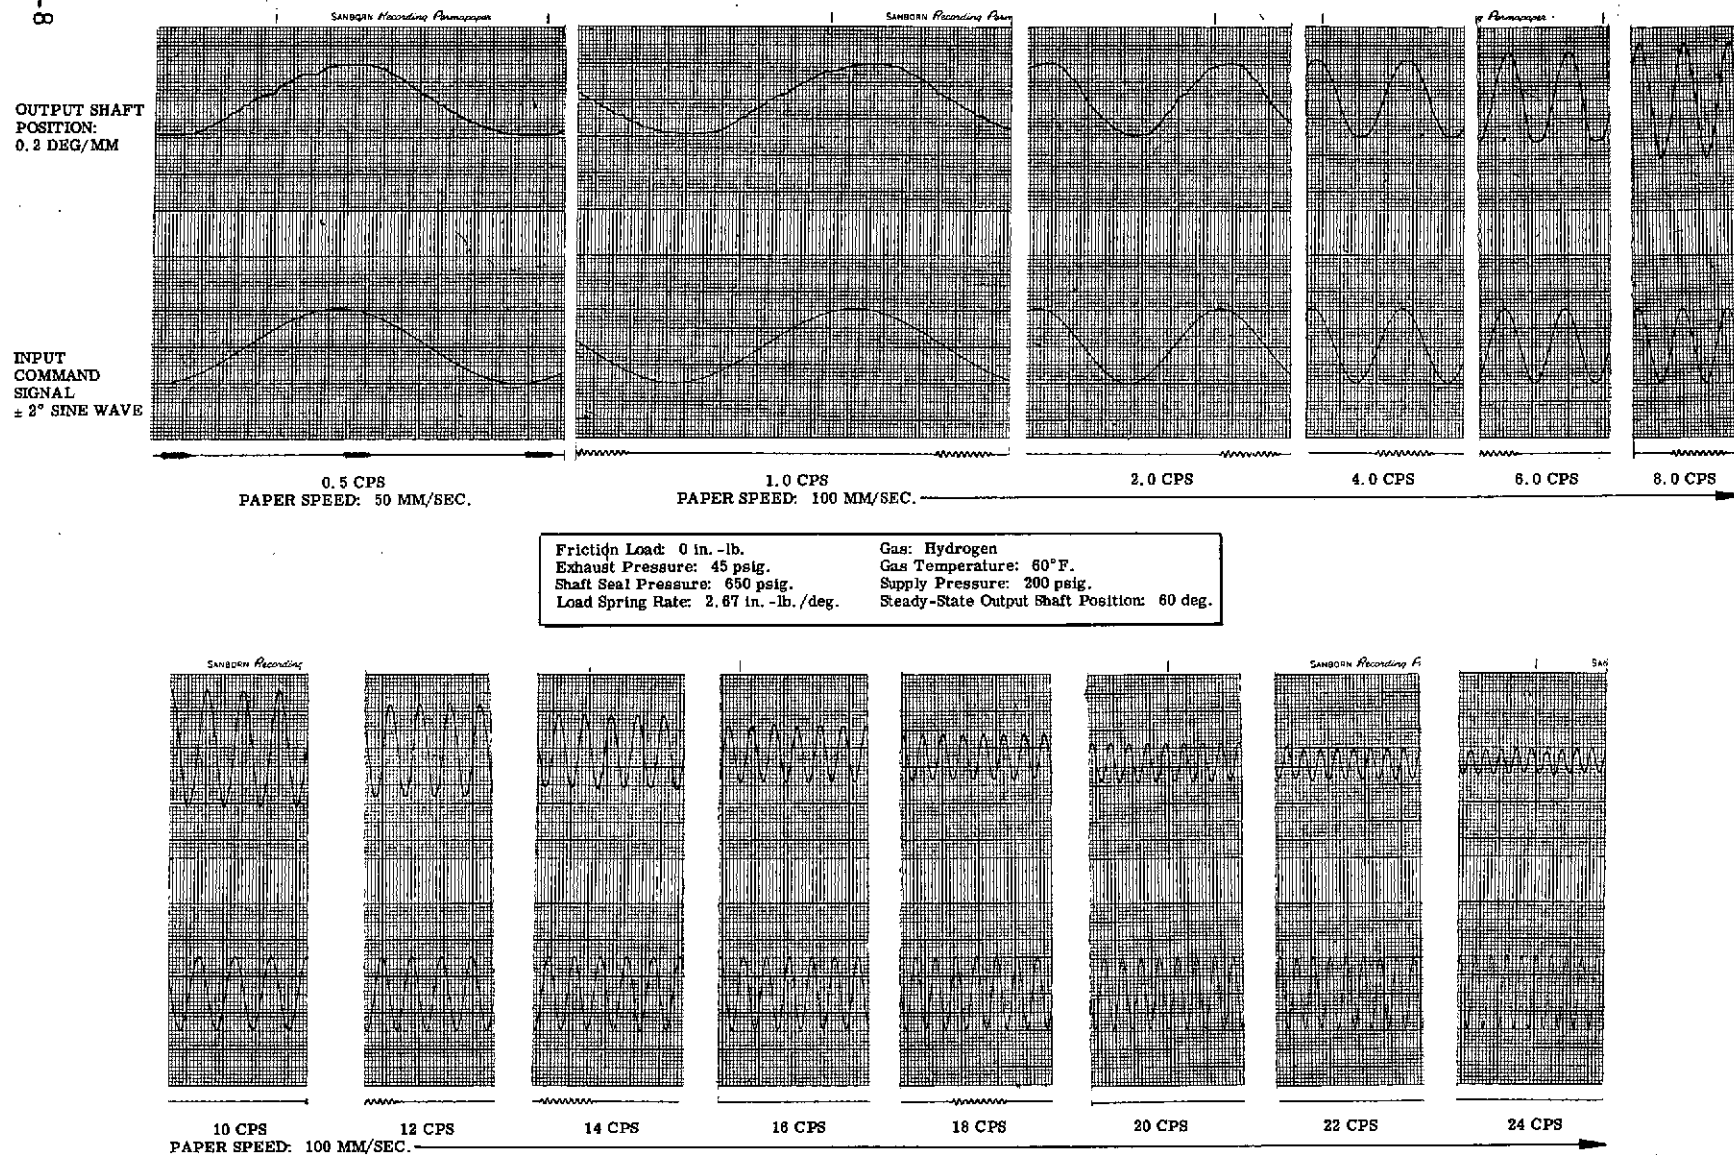 8-
SANBORN Recording Permapaper
SANBORN Recording Perm
g Permapaper
OUTPUT SHAFT
POSITION:
0.2 DEG/MM
INPUT
COMMAND
SIGNAL
± 2° SINE WAVE
0.5 CPS
1.0 CPS
2.0 CPS
4.0 CPS
6.0 CPS
8.0 CPS
PAPER SPEED: 50 MM/SEC.
PAPER SPEED: 100 MM/SEC.
Friction Load: 0 in.-lb.
Exhaust Pressure: 45 psig.
Shaft Seal Pressure: 650 psig.
Load Spring Rate: 2.67 in.-lb./deg.
Gas: Hydrogen
Gas Temperature: 60°F.
Supply Pressure: 200 psig.
Steady-State Output Shaft Position: 60 deg.
SANBORN Recording
SANBORN Recording P
SAN
10 CPS
12 CPS
14 CPS
16 CPS
18 CPS
20 CPS
22 CPS
24 CPS
PAPER SPEED: 100 MM/SEC.